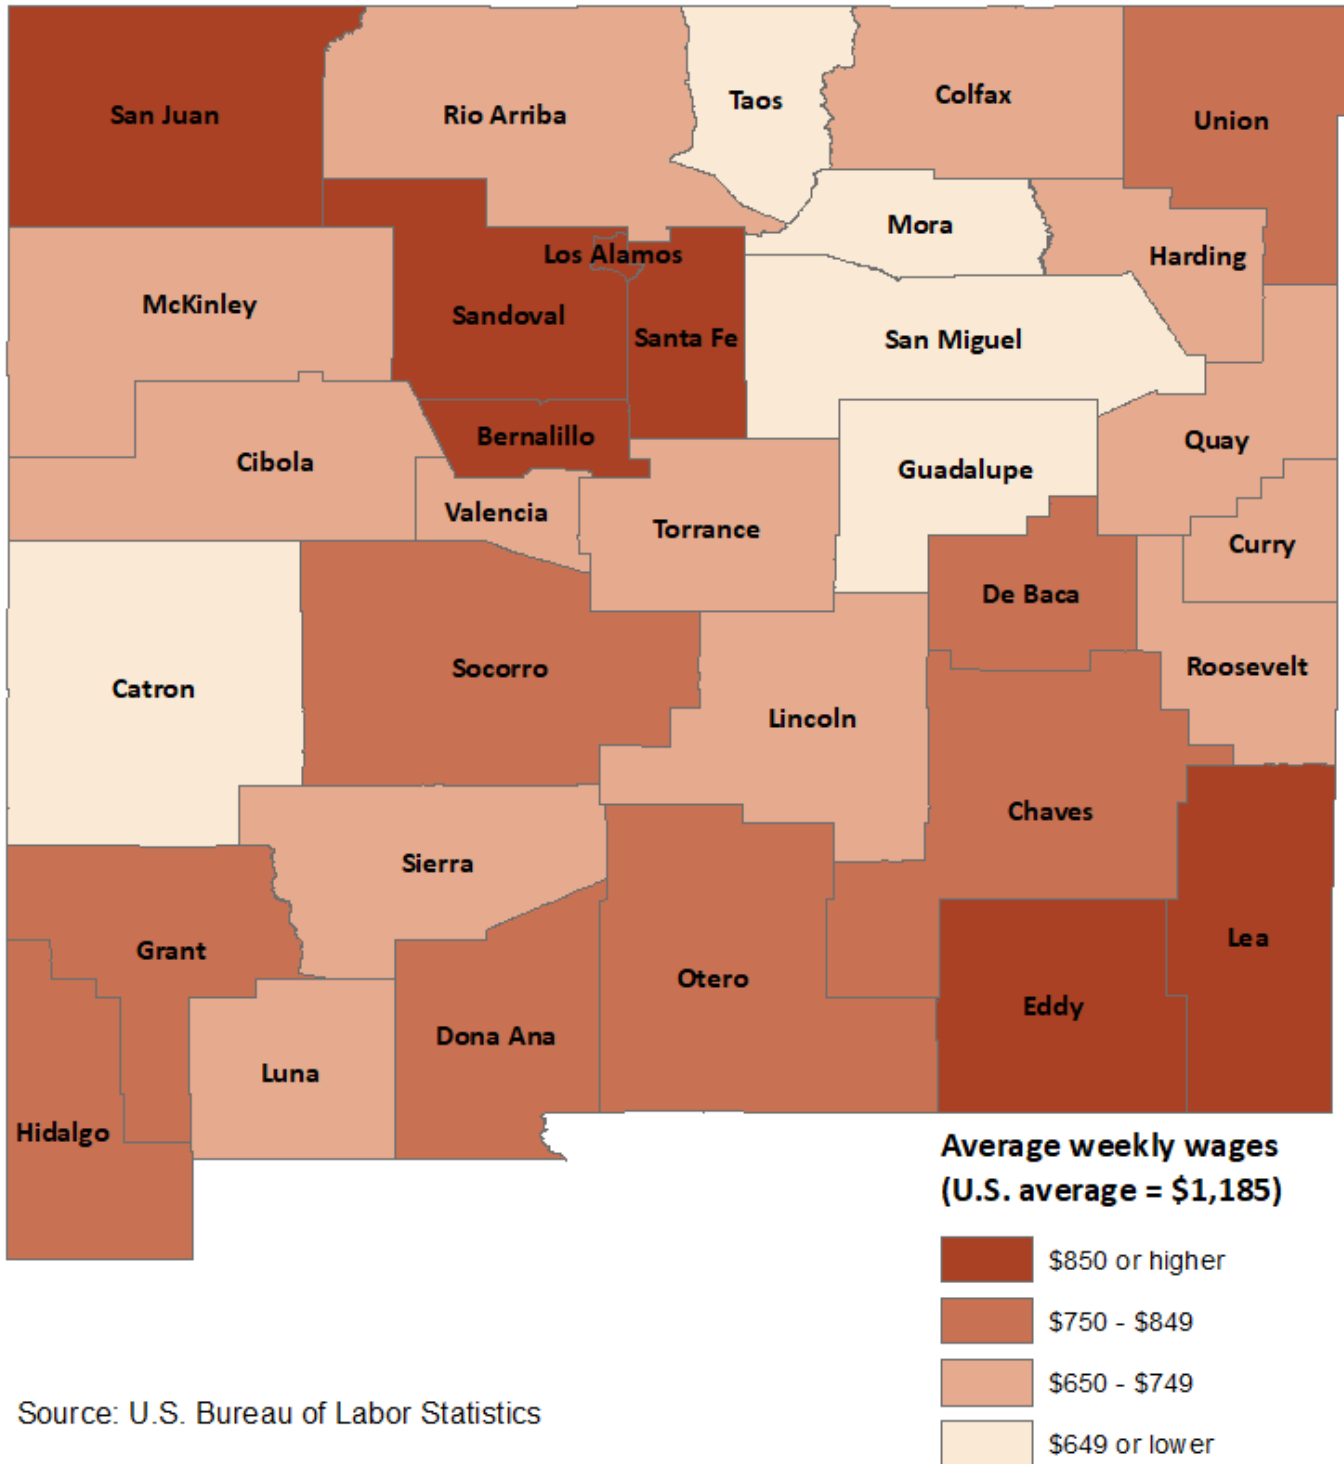 San Juan
Rio Arriba
Taos
Colfax
Union
Mora
Harding
Los Alamos
McKinley
Sandoval
Santa Fe
San Miguel
Bernalillo
Quay
Cibola
Guadalupe
Valencia
Torrance
Curry
De Baca
Roosevelt
Socorro
Catron
Lincoln
Chaves
Sierra
Lea
Grant
Otero
Eddy
Dona Ana
Luna
Hidalgo
Average weekly wages
(U.S. average = $1,185)
$850 or higher
$750 - $849
$650 - $749
$649 or lower
Source: U.S. Bureau of Labor Statistics